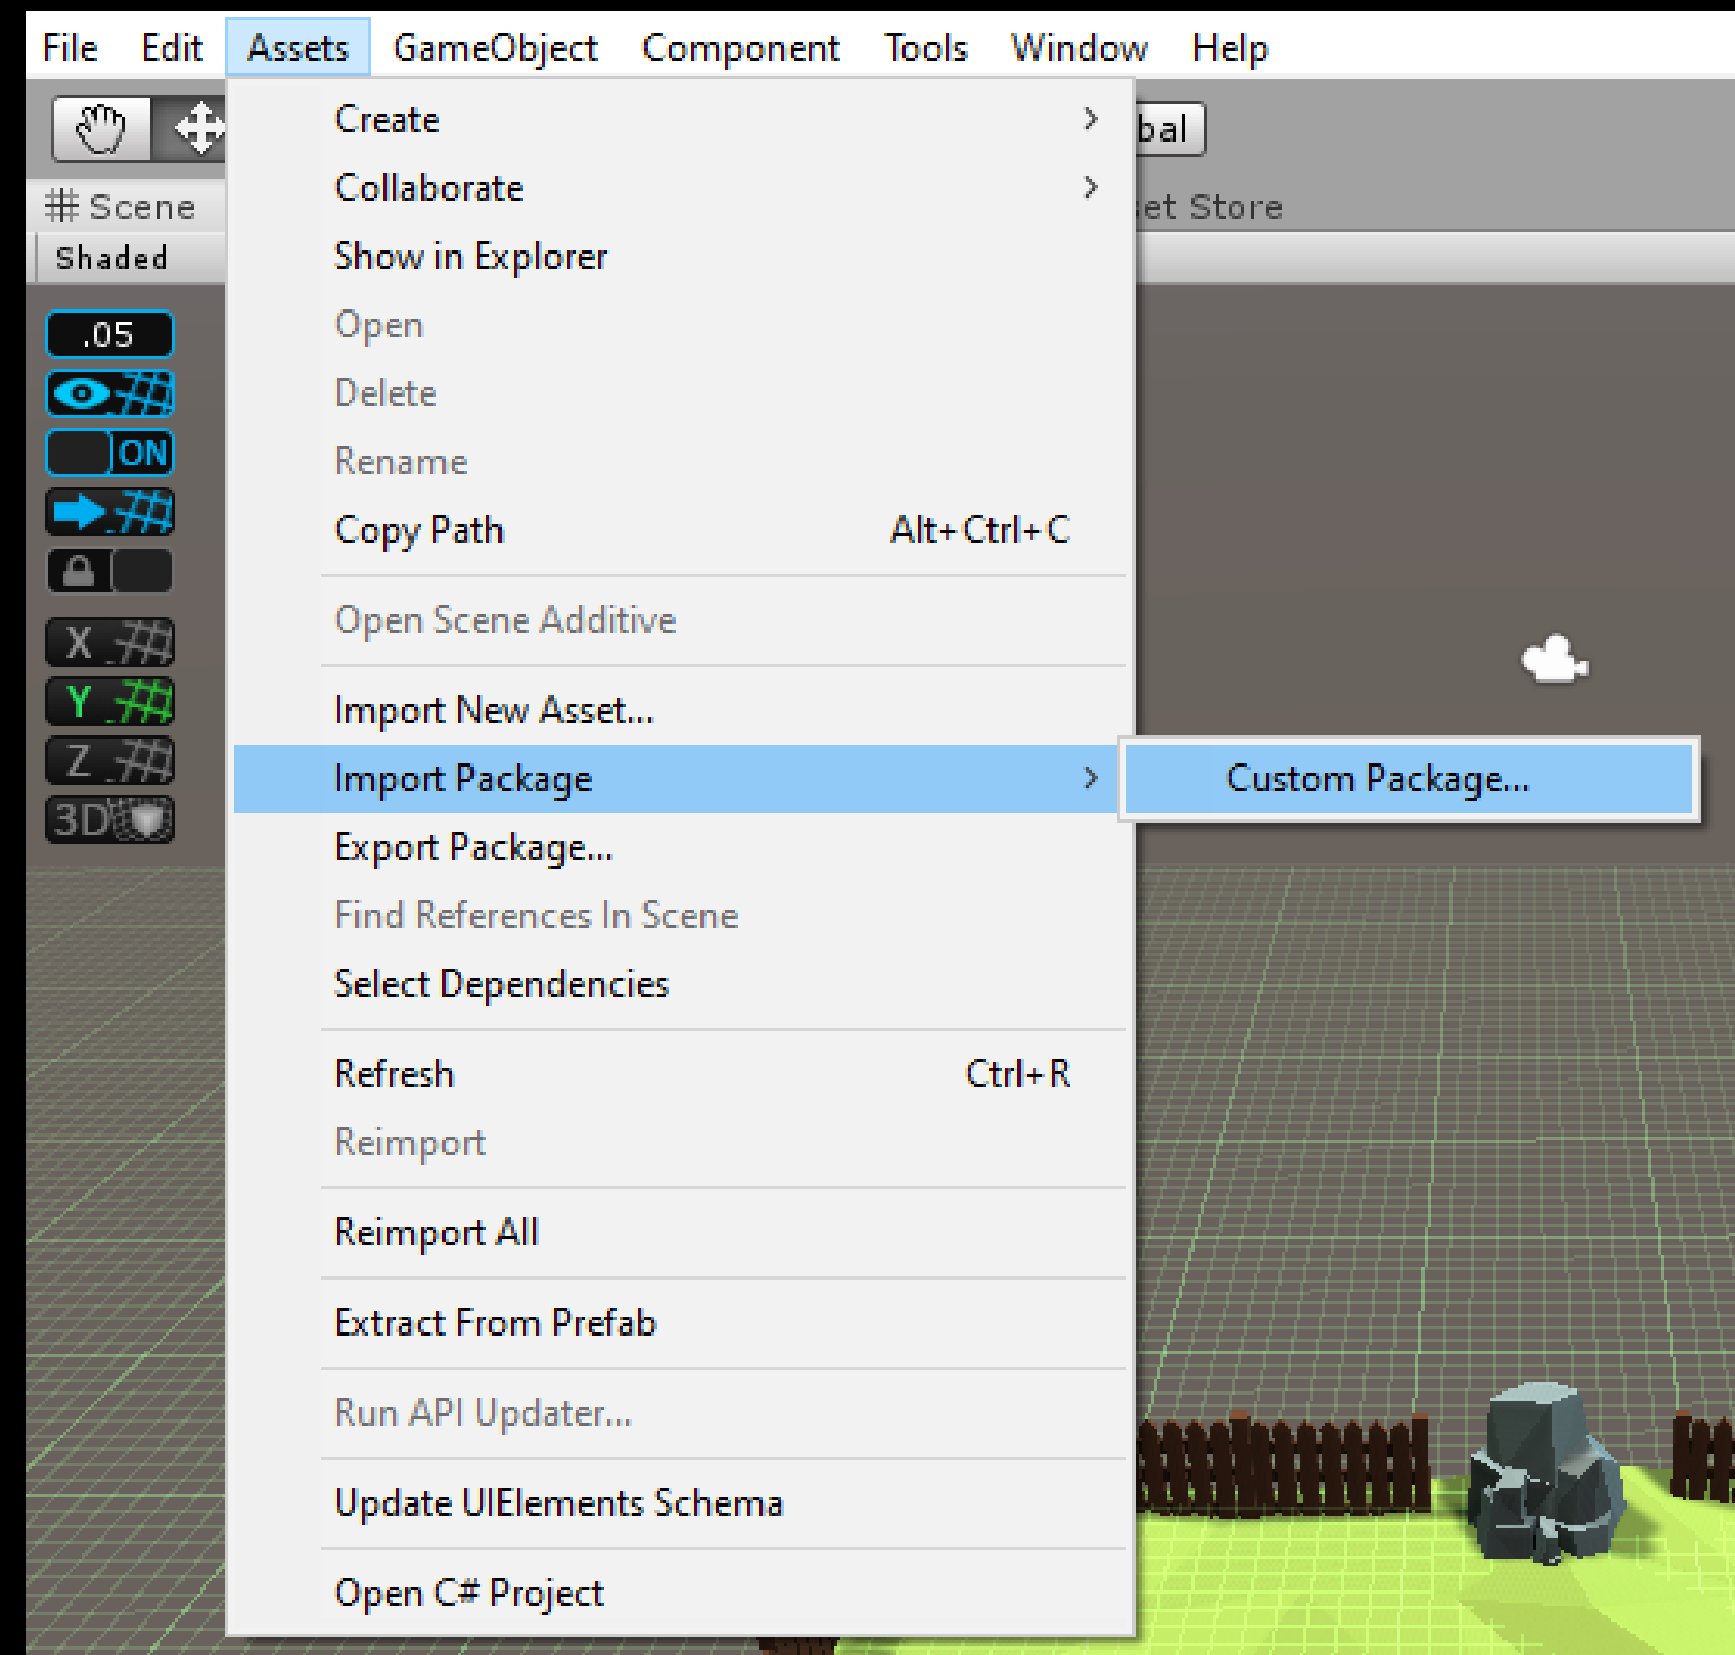 File Edit Assets GameObject Component Tools Window Help
Create
bal
Collaborate
Scene
et Store
Show in Explorer
Shaded
Open
.05
Delete
ON
Rename
Copy Path Alt+Ctrl+C
Open Scene Additive
X
Y
Z
3D
Import New Asset...
Import Package
Custom Package...
Export Package...
Find References In Scene
Select Dependencies
Refresh Ctrl+R
Reimport
Reimport All
Extract From Prefab
Run API Updater...
Update UIElements Schema
Open C# Project